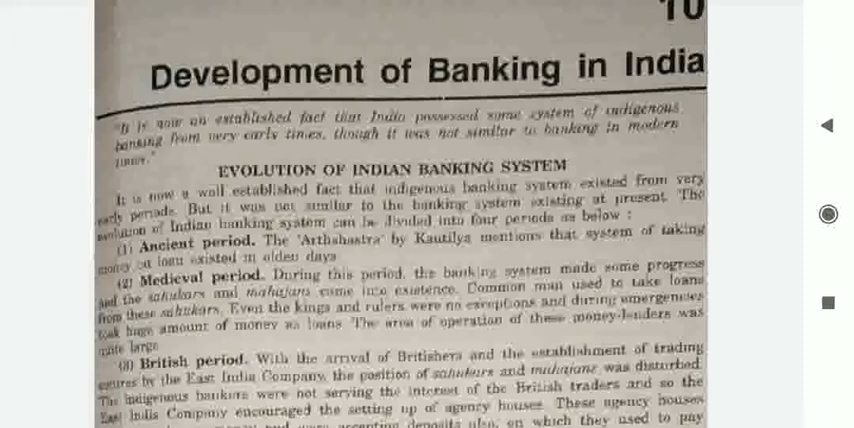 10
Development of Banking in India
"It is now an established fact that India possessed some system of indigenous
banking from very early times, though it was not similar to banking in modern
times."
EVOLUTION OF INDIAN BANKING SYSTEM
It is now a well established fact that indigenous banking system existed from very
early periods. But it was not similar to the banking system existing at present. The
evolution of Indian banking system can be divided into four periods as below :
(1) Ancient period. The 'Arthshastra' by Kautilya mentions that system of taking
money on loan existed in olden days
(2) Medieval period. During this period, the banking system made some progress
and the sahukars and mahajans came into existence. Common man used to take loans
from these sahukars. Even the kings and rulers were no exceptions and during emergencies
took huge amount of money as loans. The area of operation of these money-lenders was
quite large
(3) British period. With the arrival of Britishers and the establishment of trading
centres by the East India Company, the position of sahukars and mahajans was disturbed.
The indigenous bankers were not serving the interest of the British traders and so the
East India Company encouraged the setting up of agency houses. These agency houses
money and were accepting deposits also, on which they used to pay